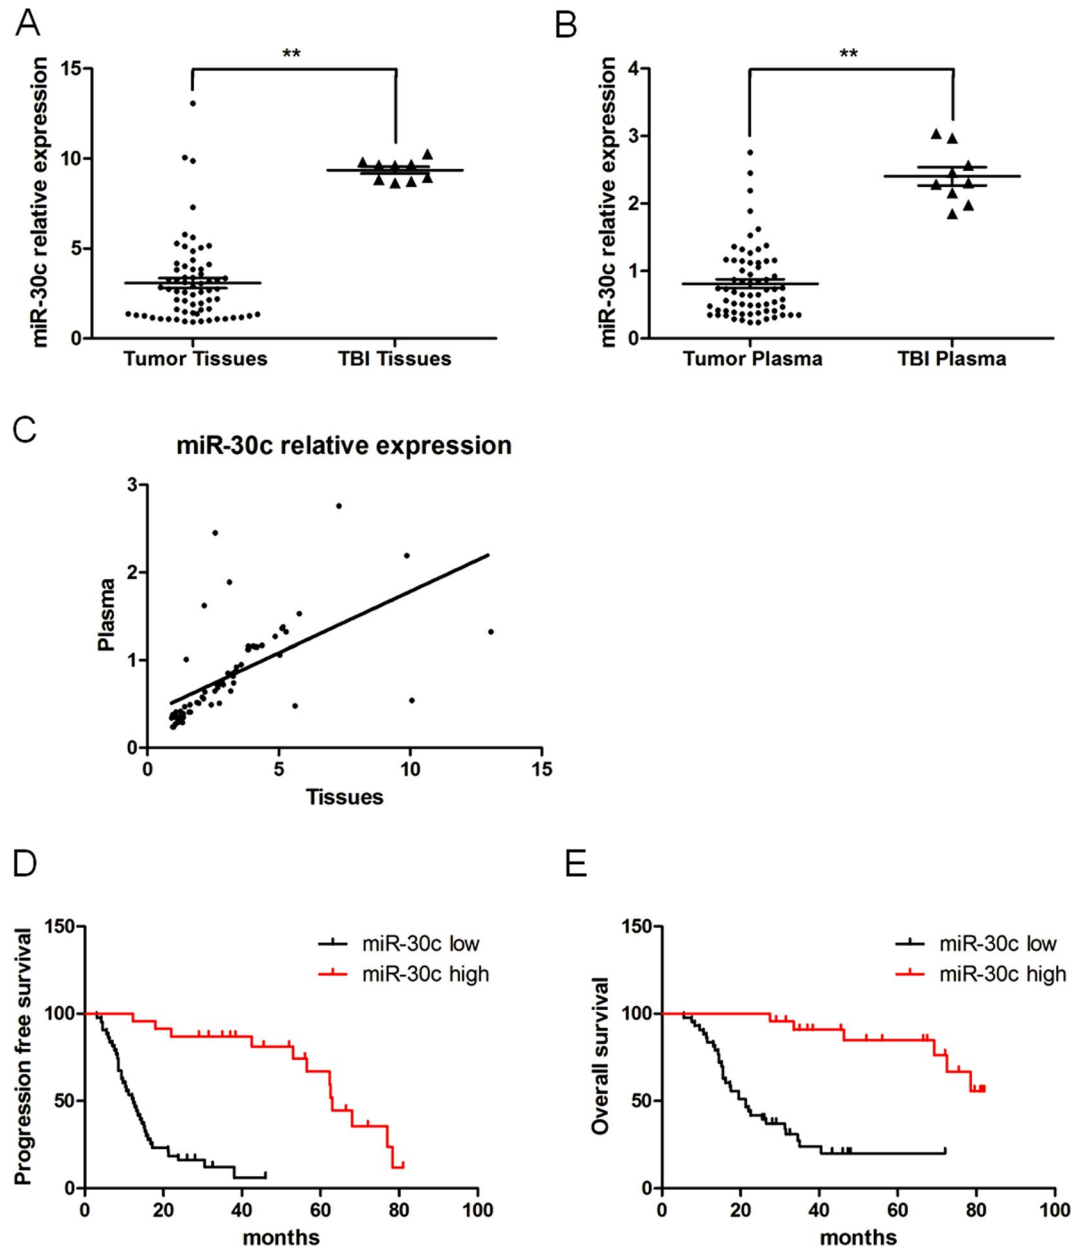 A
miR-30c relative expression
**
15
10
5
0
Tumor Tissues
TBI Tissues
B
miR-30c relative expression
**
4
3
2
1
0
Tumor Plasma
TBI Plasma
C
miR-30c relative expression
Plasma
3
2
1
0
0 5 10 15
Tissues
D
Progression free survival
150
100
50
0
miR-30c low
miR-30c high
0 20 40 60 80 100
months
E
Overall survival
150
100
50
0
miR-30c low
miR-30c high
0 20 40 60 80 100
months